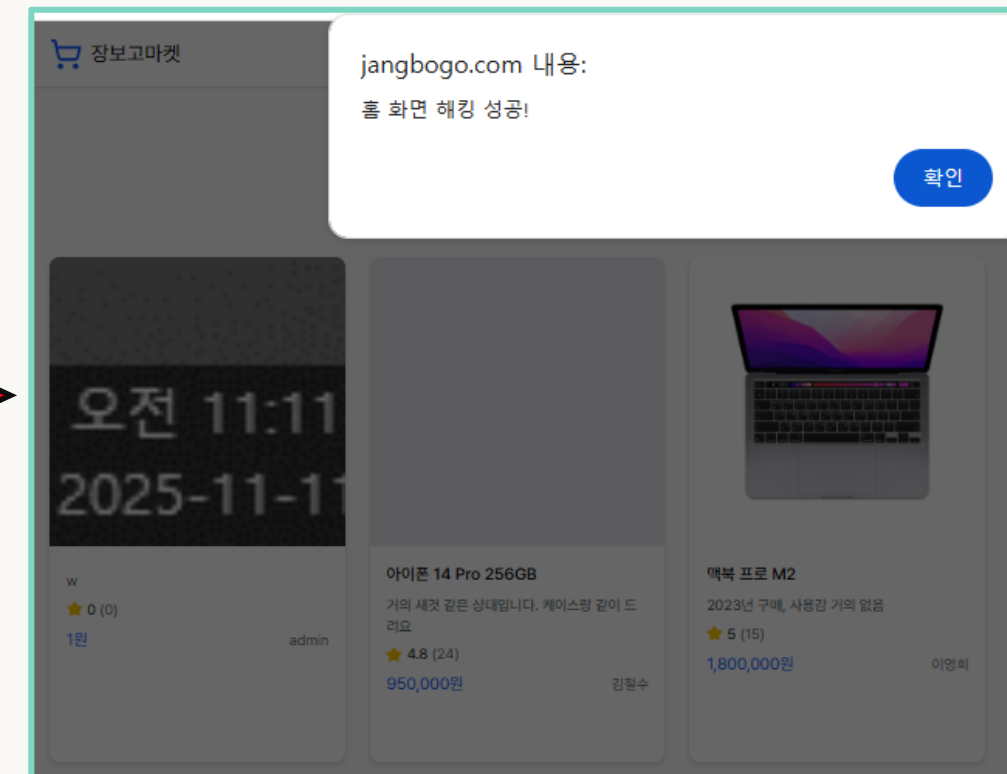 장보고마켓
jangbogo.com 내용:
홈 화면 해킹 성공!
확인
오전 11:11
2025-11-11
w
0 (0)
1원 admin
아이폰 14 Pro 256GB
거의 새것 같은 상태입니다. 케이스랑 같이 드
려요
4.8 (24)
950,000원 김철수
맥북 프로 M2
2023년 구매, 사용감 거의 없음
5 (15)
1,800,000원 이영희